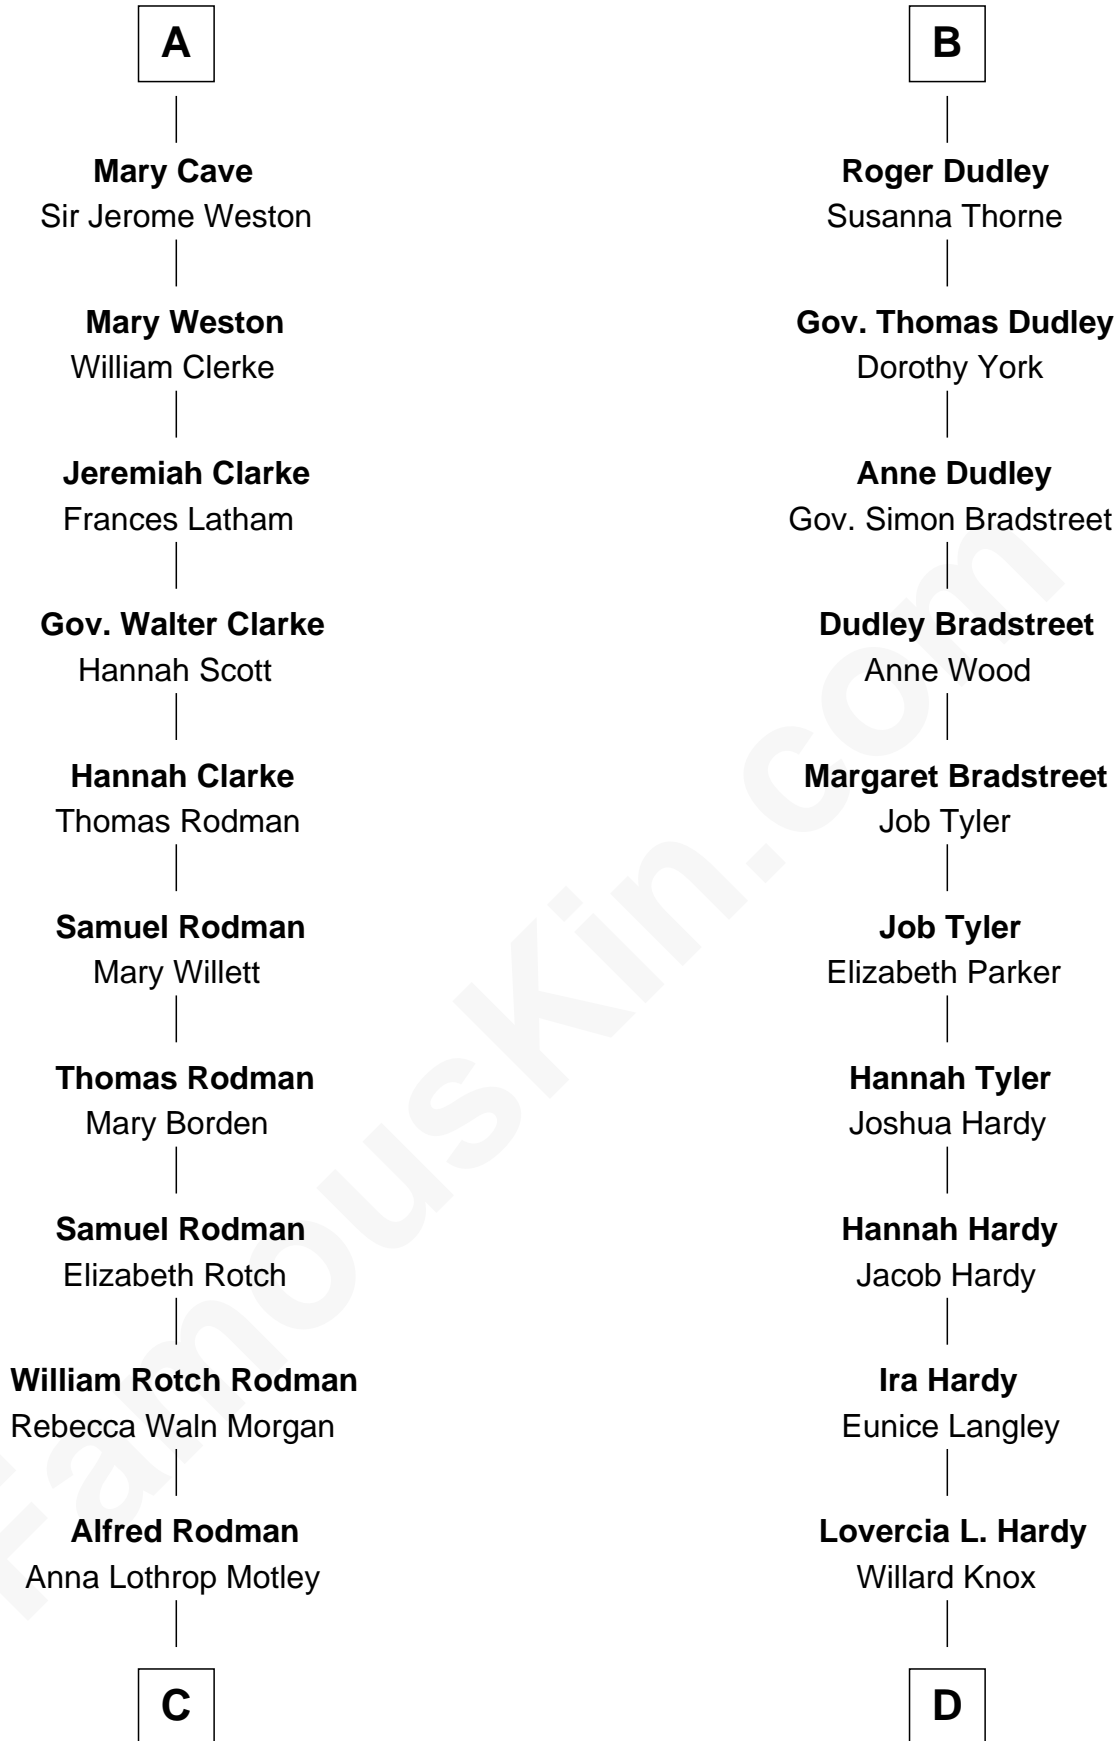 A
Mary Cave
Sir Jerome Weston
Mary Weston
William Clerke
Jeremiah Clarke
Frances Latham
Gov. Walter Clarke
Hannah Scott
Hannah Clarke
Thomas Rodman
Samuel Rodman
Mary Willett
Thomas Rodman
Mary Borden
Samuel Rodman
Elizabeth Rotch
William Rotch Rodman
Rebecca Waln Morgan
Alfred Rodman
Anna Lothrop Motley
C
B
Roger Dudley
Susanna Thorne
Gov. Thomas Dudley
Dorothy York
Anne Dudley
Gov. Simon Bradstreet
Dudley Bradstreet
Anne Wood
Margaret Bradstreet
Job Tyler
Job Tyler
Elizabeth Parker
Hannah Tyler
Joshua Hardy
Hannah Hardy
Jacob Hardy
Ira Hardy
Eunice Langley
Lovercia L. Hardy
Willard Knox
D
FamousKin.com